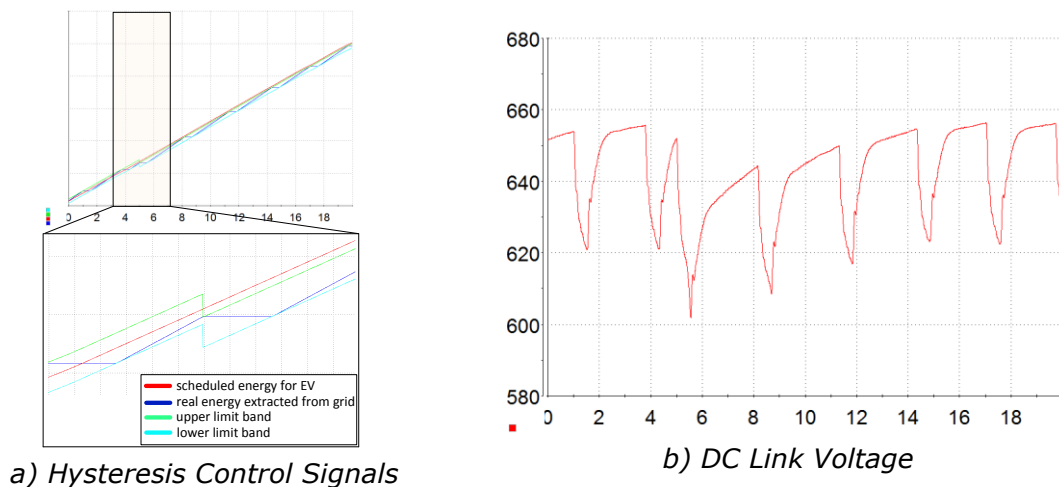 0 2 4 6 8 10 12 14 16 18
scheduled energy for EV
real energy extracted from grid
upper limit band
lower limit band
a) Hysteresis Control Signals
680
660
640
620
600
580
0 2 4 6 8 10 12 14 16 18
b) DC Link Voltage